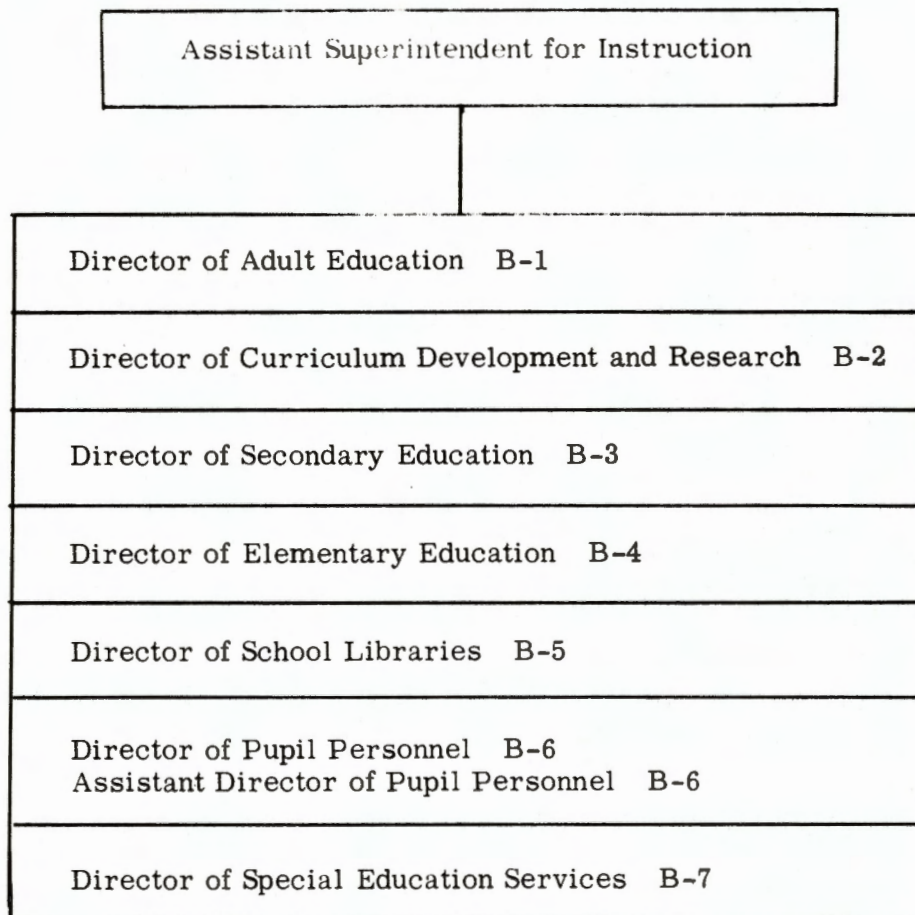 Assistant Superintendent for Instruction
Director of Adult Education B-1
Director of Curriculum Development and Research B-2
Director of Secondary Education B-3
Director of Elementary Education B-4
Director of School Libraries B-5
Director of Pupil Personnel B-6
Assistant Director of Pupil Personnel B-6
Director of Special Education Services B-7